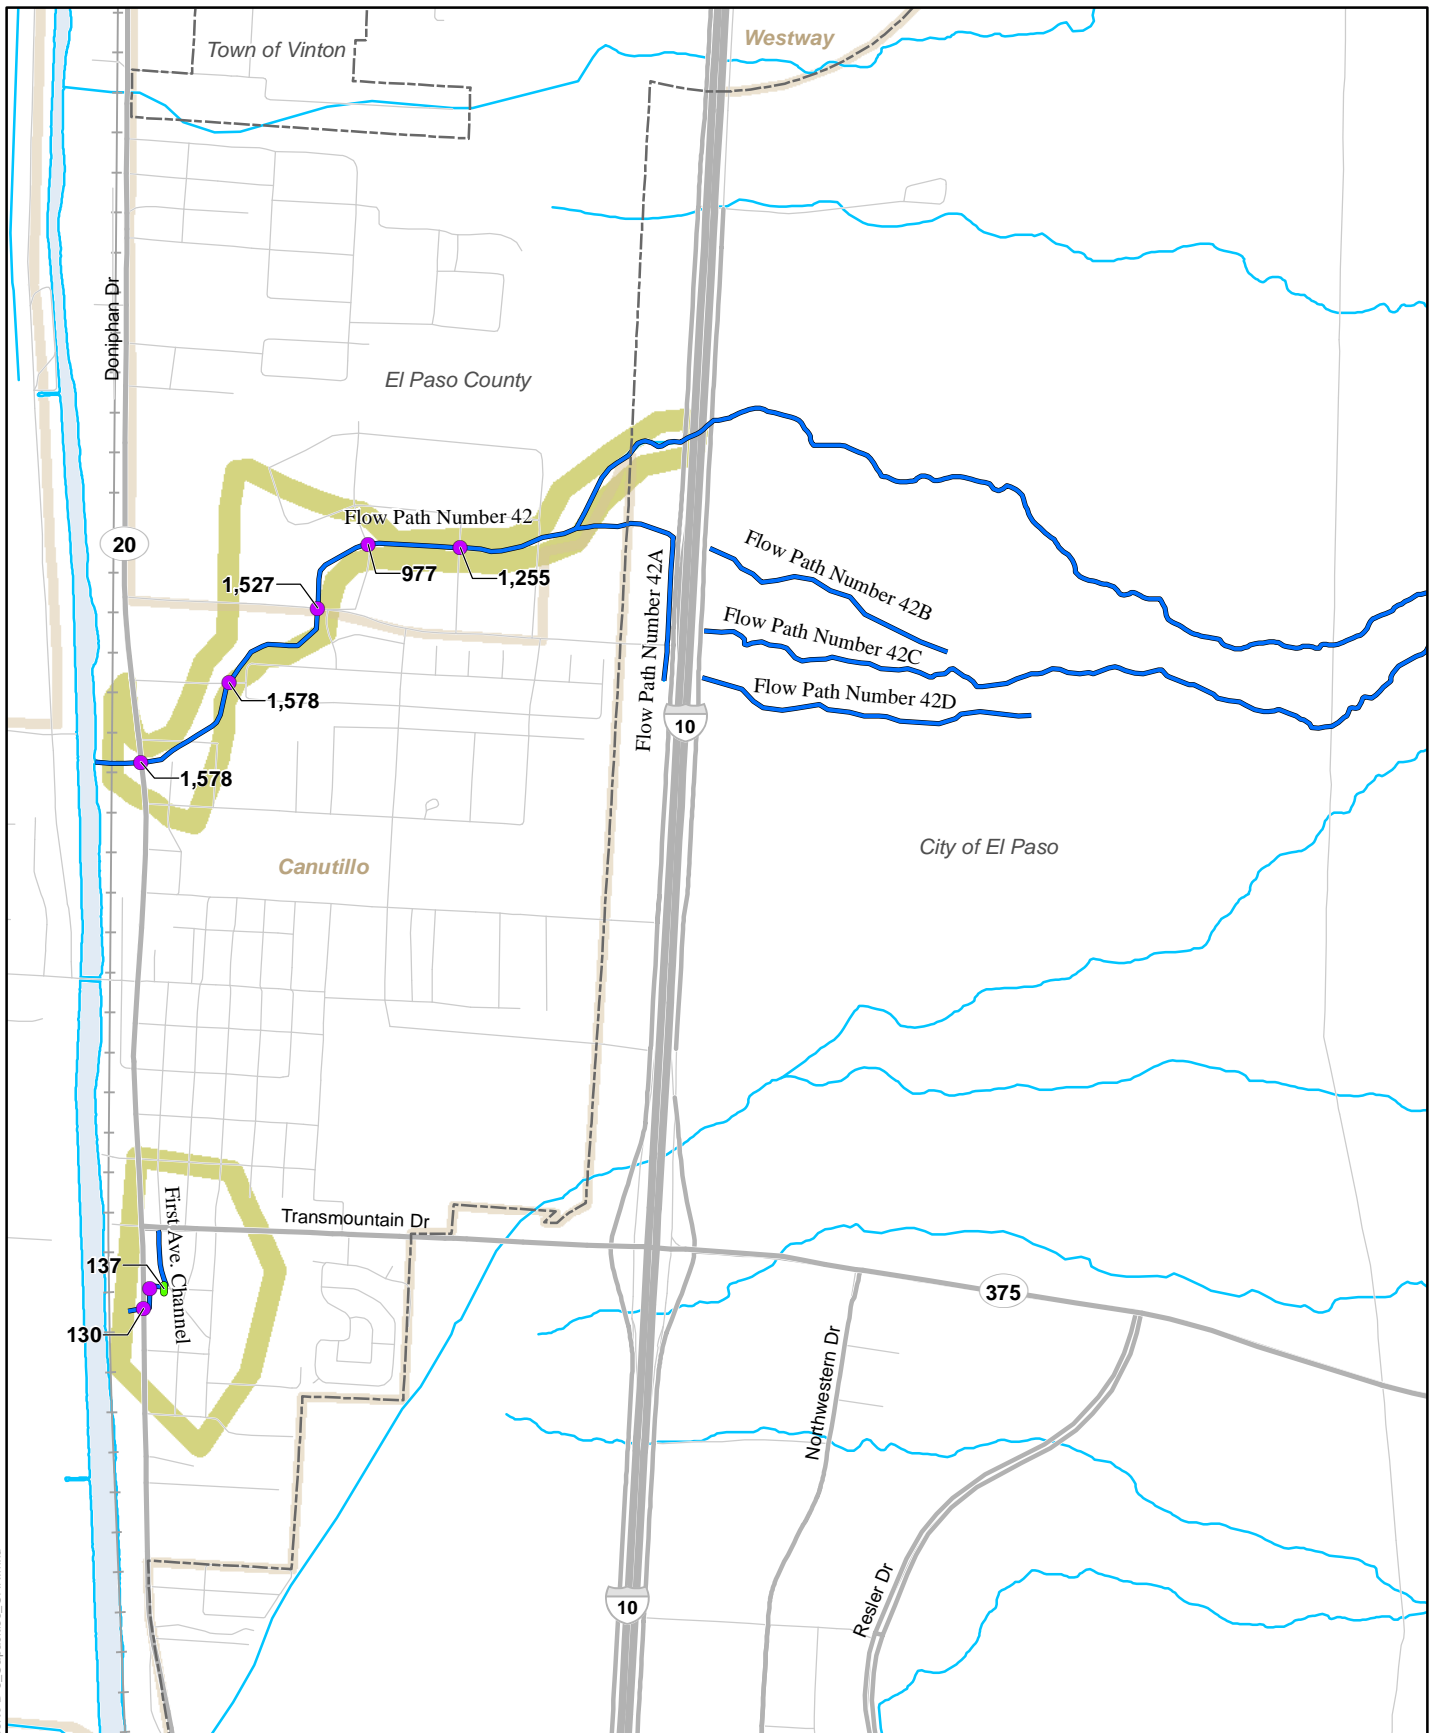 Westway
Town of Vinton
Doniphan Dr
El Paso County
Flow Path Number 42
20
977
1,255
1,527
Flow Path Number 42A
Flow Path Number 42B
Flow Path Number 42C
Flow Path Number 42D
1,578
10
1,578
City of El Paso
Canutillo
First Ave. Channel
Transmountain Dr
137
375
130
Northwestern Dr
Resler Dr
10